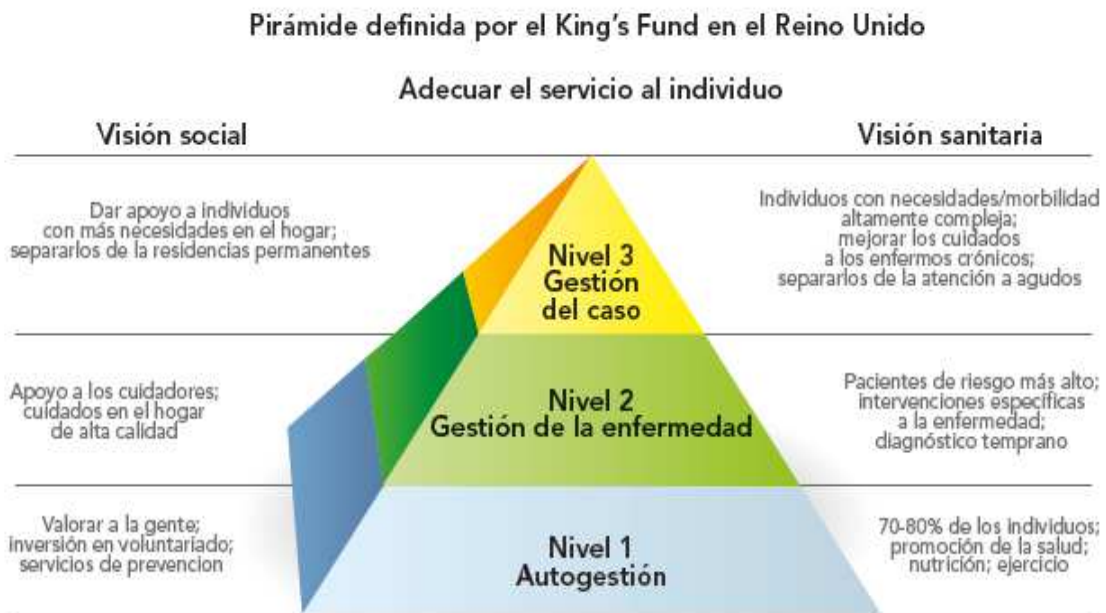 Pirámide definida por el King's Fund en el Reino Unido
Adecuar el servicio al individuo
Visión social
Visión sanitaria
Dar apoyo a individuos
con más necesidades en el hogar;
separarlos de la residencias permanentes
Nivel 3
Gestión
del caso
Individuos con necesidades/morbilidad
altamente compleja;
mejorar los cuidados
a los enfermos crónicos;
separarlos de la atención a agudos
Apoyo a los cuidadores;
cuidados en el hogar
de alta calidad
Nivel 2
Gestión de la enfermedad
Pacientes de riesgo más alto;
intervenciones específicas
a la enfermedad;
diagnóstico temprano
Valorar a la gente;
inversión en voluntariado;
servicios de prevencion
Nivel 1
Autogestión
70-80% de los individuos;
promoción de la salud;
nutrición; ejercicio